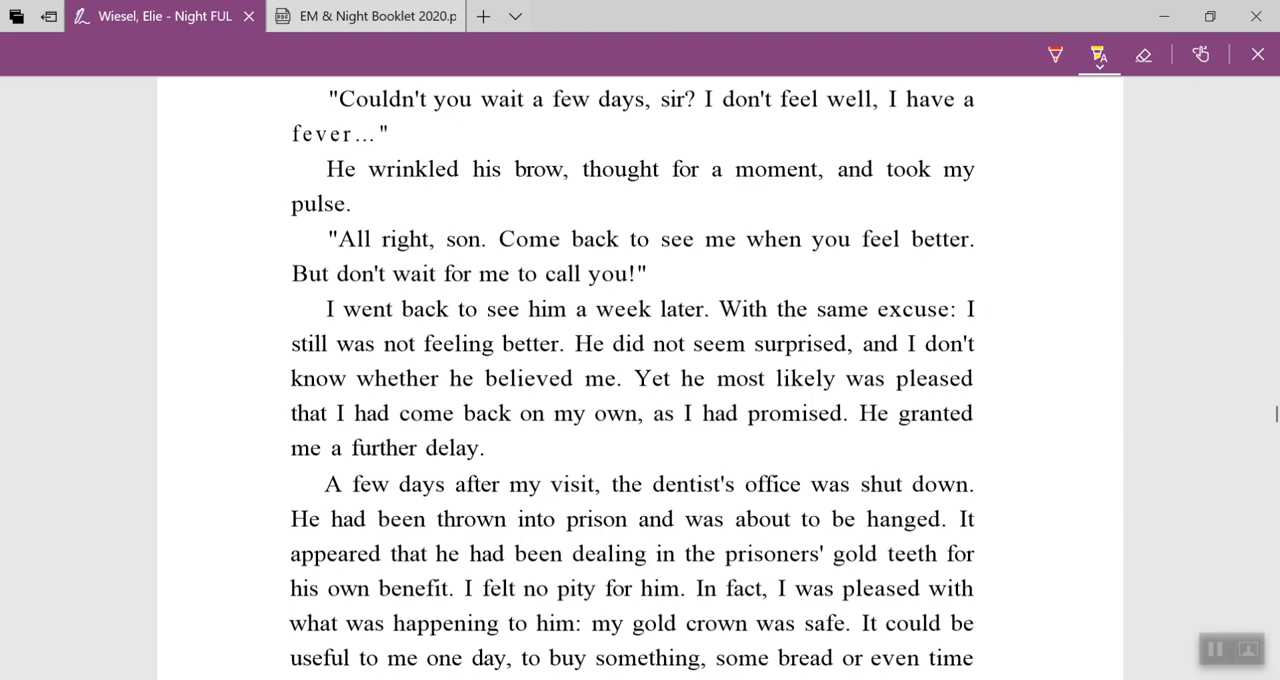 Wiesel, Elie - Night FUL
EM & Night Booklet 2020.p
"Couldn't you wait a few days, sir? I don't feel well, I have a
fever..."
He wrinkled his brow, thought for a moment, and took my
pulse.
"All right, son. Come back to see me when you feel better.
But don't wait for me to call you!"
I went back to see him a week later. With the same excuse: I
still was not feeling better. He did not seem surprised, and I don't
know whether he believed me. Yet he most likely was pleased
that I had come back on my own, as I had promised. He granted
me a further delay.
A few days after my visit, the dentist's office was shut down.
He had been thrown into prison and was about to be hanged. It
appeared that he had been dealing in the prisoners' gold teeth for
his own benefit. I felt no pity for him. In fact, I was pleased with
what was happening to him: my gold crown was safe. It could be
useful to me one day, to buy something, some bread or even time